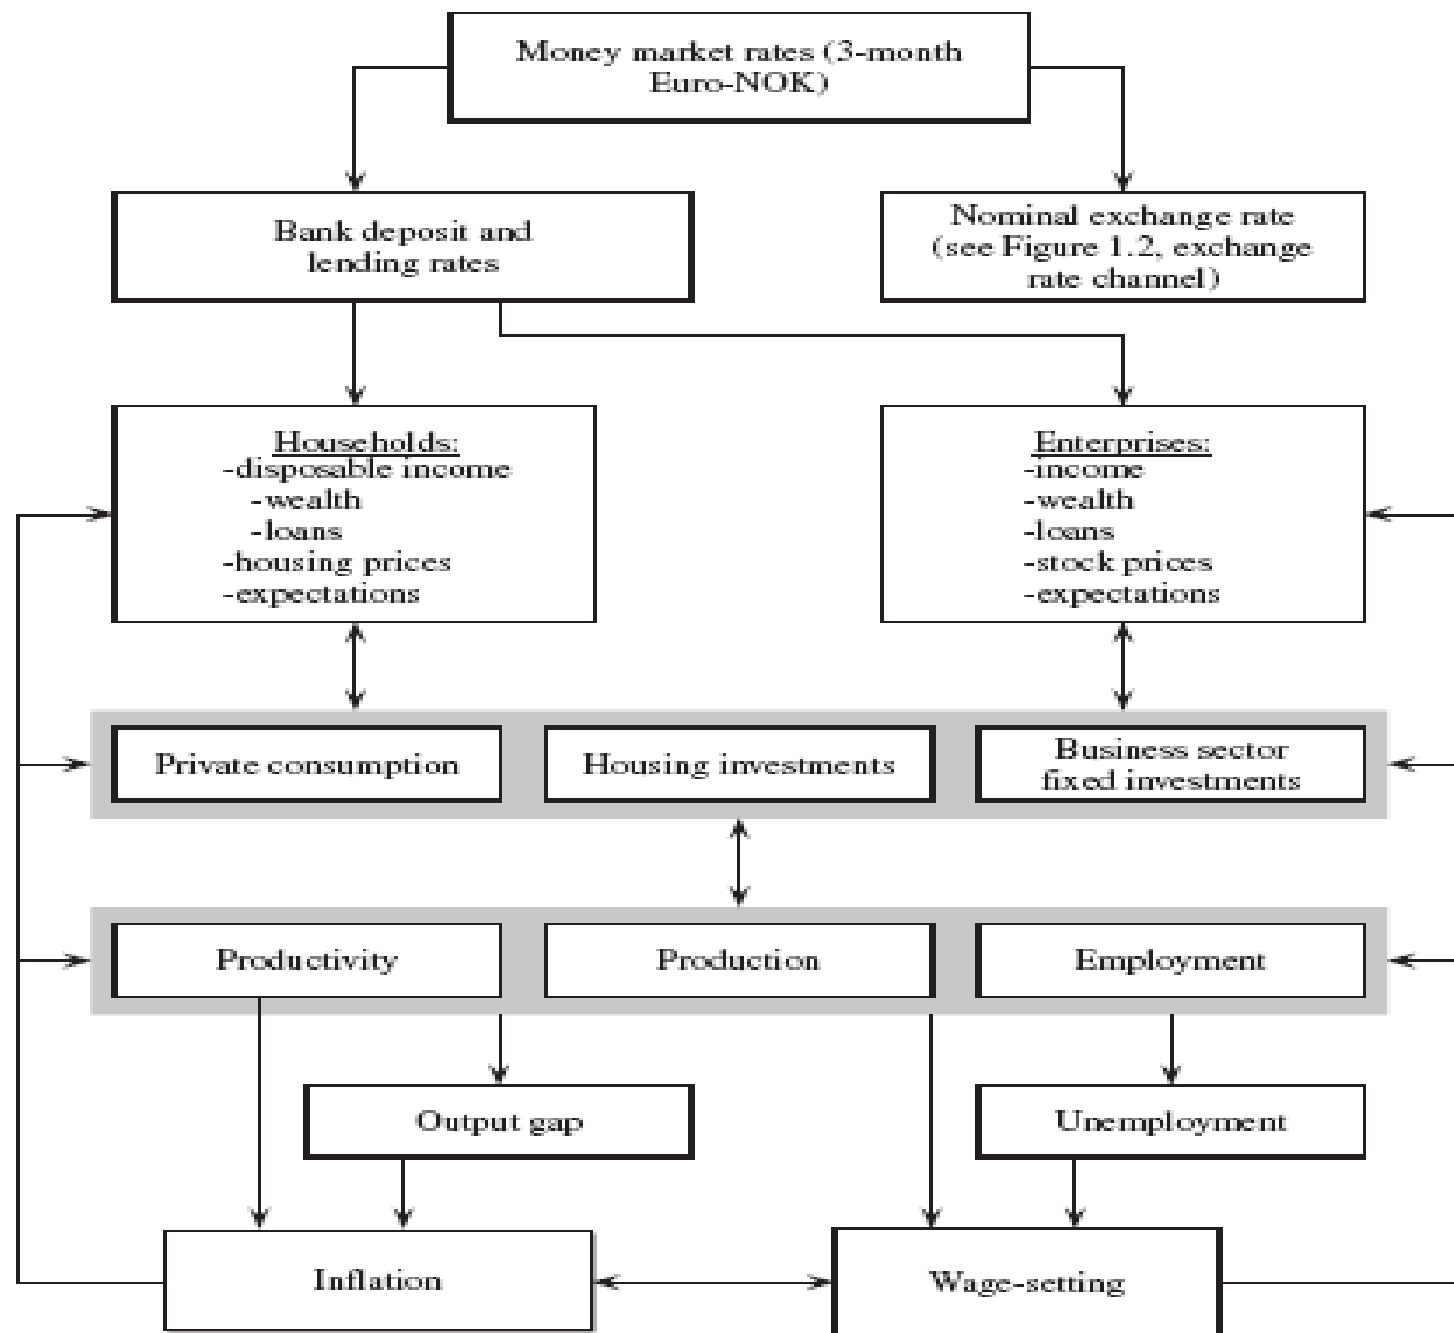 Money market rates (3-month
Euro-NOK)
Bank deposit and
lending rates
Nominal exchange rate
(see Figure 1.2, exchange
rate channel)
Households:
-disposable income
-wealth
-loans
-housing prices
-expectations
Enterprises:
-income
-wealth
-loans
-stock prices
-expectations
Private consumption
Housing investments
Business sector
fixed investments
Productivity
Production
Employment
Output gap
Unemployment
Inflation
Wage-setting